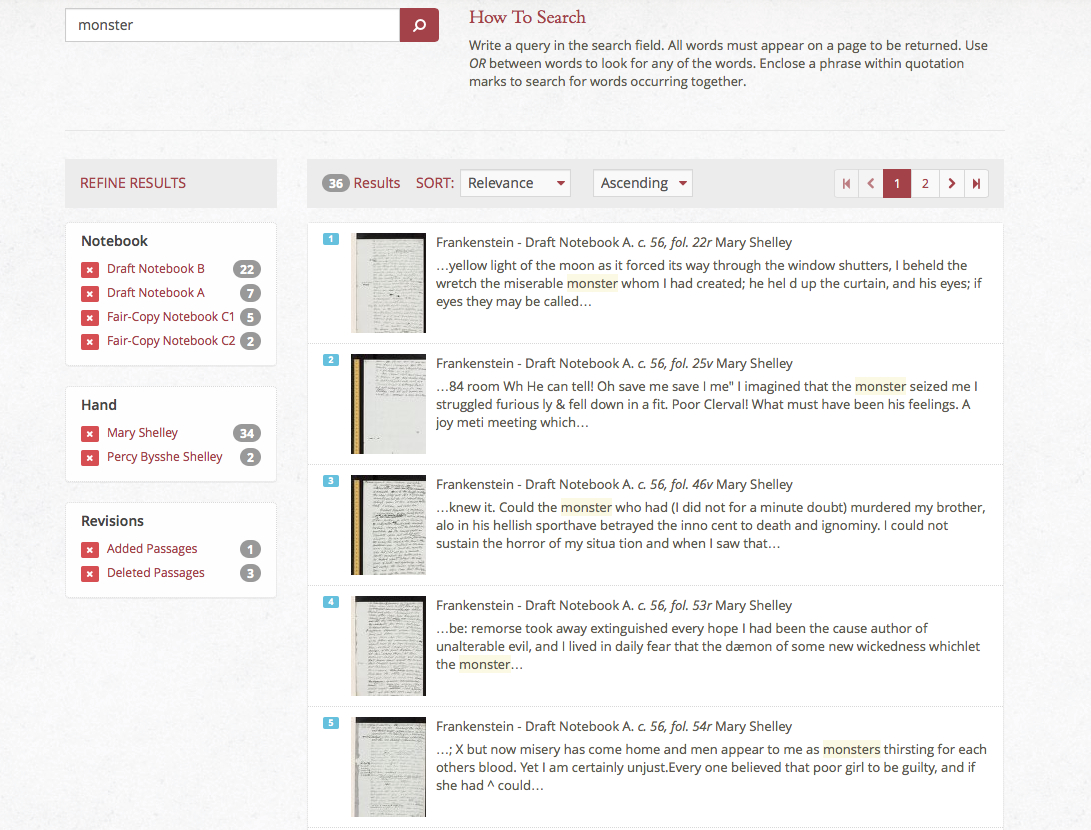 monster
How To Search
Write a query in the search field. All words must appear on a page to be returned. Use
OR between words to look for any of the words. Enclose a phrase within quotation
marks to search for words occurring together.
REFINE RESULTS
Notebook
Draft Notebook B 22
Draft Notebook A 7
Fair-Copy Notebook C1 5
Fair-Copy Notebook C2 2
Hand
Mary Shelley 34
Percy Bysshe Shelley 2
Revisions
Added Passages 1
Deleted Passages 3
36 Results SORT: Relevance Ascending 1 2
1 Frankenstein - Draft Notebook A. c. 56, fol. 22r Mary Shelley
…yellow light of the moon as it forced its way through the window shutters, I beheld the
wretch the miserable monster whom I had created; he hel d up the curtain, and his eyes; if
eyes they may be called…
2 Frankenstein - Draft Notebook A. c. 56, fol. 25v Mary Shelley
…84 room Wh He can tell! Oh save me save I me" I imagined that the monster seized me I
struggled furious ly & fell down in a fit. Poor Clerval! What must have been his feelings. A
joy meti meeting which…
3 Frankenstein - Draft Notebook A. c. 56, fol. 46v Mary Shelley
…knew it. Could the monster who had (I did not for a minute doubt) murdered my brother,
alo in his hellish sporthave betrayed the inno cent to death and ignominy. I could not
sustain the horror of my situa tion and when I saw that…
4 Frankenstein - Draft Notebook A. c. 56, fol. 53r Mary Shelley
…be: remorse took away extinguished every hope I had been the cause author of
unalterable evil, and I lived in daily fear that the dæmon of some new wickedness whichlet
the monster…
5 Frankenstein - Draft Notebook A. c. 56, fol. 54r Mary Shelley
…; X but now misery has come home and men appear to me as monsters thirsting for each
others blood. Yet I am certainly unjust.Every one believed that poor girl to be guilty, and if
she had ^ could…